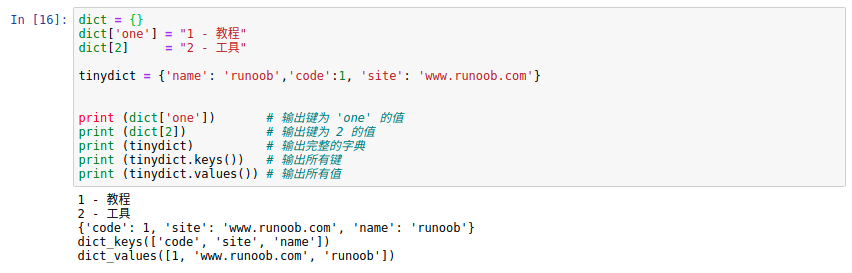 In [16]: dict = {}
dict['one'] = "1 - 教程"
dict[2]     = "2 - 工具"
tinydict = {'name': 'runoob','code':1, 'site': 'www.runoob.com'}
print (dict['one'])       # 输出键为 'one' 的值
print (dict[2])           # 输出键为 2 的值
print (tinydict)          # 输出完整的字典
print (tinydict.keys())   # 输出所有键
print (tinydict.values()) # 输出所有值
1 - 教程
2 - 工具
{'code': 1, 'site': 'www.runoob.com', 'name': 'runoob'}
dict_keys(['code', 'site', 'name'])
dict_values([1, 'www.runoob.com', 'runoob'])